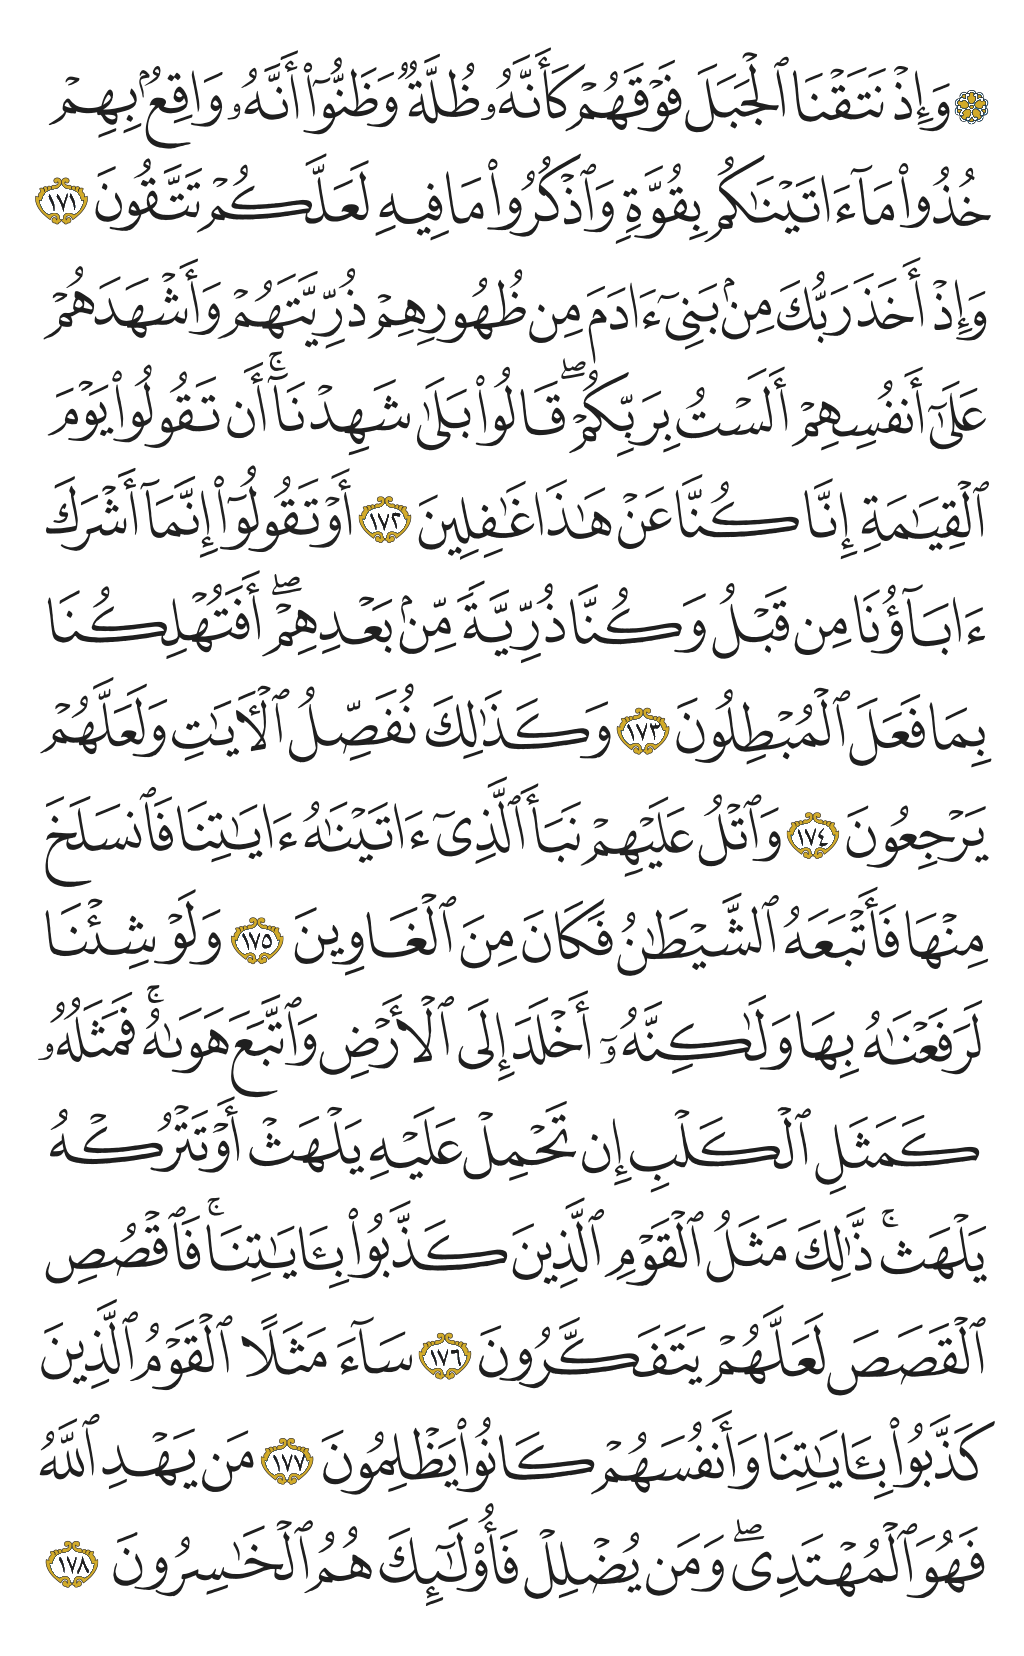 ۞ وَإِذْ نَتَقْنَا ٱلْجَبَلَ فَوْقَهُمْ كَأَنَّهُۥ ظُلَّةٌ وَظَنُّوٓا۟ أَنَّهُۥ وَاقِعٌۢ بِهِمْ
خُذُوا۟ مَآ ءَاتَيْنَـٰكُم بِقُوَّةٍ وَٱذْكُرُوا۟ مَا فِيهِ لَعَلَّكُمْ تَتَّقُونَ ١٧١
وَإِذْ أَخَذَ رَبُّكَ مِنۢ بَنِىٓ ءَادَمَ مِن ظُهُورِهِمْ ذُرِّيَّتَهُمْ وَأَشْهَدَهُمْ
عَلَىٰٓ أَنفُسِهِمْ أَلَسْتُ بِرَبِّكُمْ ۖ قَالُوا۟ بَلَىٰ شَهِدْنَآ ۚ أَن تَقُولُوا۟ يَوْمَ
ٱلْقِيَـٰمَةِ إِنَّا كُنَّا عَنْ هَـٰذَا غَـٰفِلِينَ ١٧٢ أَوْ تَقُولُوٓا۟ إِنَّمَآ أَشْرَكَ
ءَابَآؤُنَا مِن قَبْلُ وَكُنَّا ذُرِّيَّةً مِّنۢ بَعْدِهِمْ ۖ أَفَتُهْلِكُنَا
بِمَا فَعَلَ ٱلْمُبْطِلُونَ ١٧٣ وَكَذَٰلِكَ نُفَصِّلُ ٱلْـَٔايَـٰتِ وَلَعَلَّهُمْ
يَرْجِعُونَ ١٧٤ وَٱتْلُ عَلَيْهِمْ نَبَأَ ٱلَّذِىٓ ءَاتَيْنَـٰهُ ءَايَـٰتِنَا فَٱنسَلَخَ
مِنْهَا فَأَتْبَعَهُ ٱلشَّيْطَـٰنُ فَكَانَ مِنَ ٱلْغَاوِينَ ١٧٥ وَلَوْ شِئْنَا
لَرَفَعْنَـٰهُ بِهَا وَلَـٰكِنَّهُۥٓ أَخْلَدَ إِلَى ٱلْأَرْضِ وَٱتَّبَعَ هَوَىٰهُ ۚ فَمَثَلُهُۥ
كَمَثَلِ ٱلْكَلْبِ إِن تَحْمِلْ عَلَيْهِ يَلْهَثْ أَوْ تَتْرُكْهُ
يَلْهَث ۚ ذَّٰلِكَ مَثَلُ ٱلْقَوْمِ ٱلَّذِينَ كَذَّبُوا۟ بِـَٔايَـٰتِنَا ۚ فَٱقْصُصِ
ٱلْقَصَصَ لَعَلَّهُمْ يَتَفَكَّرُونَ ١٧٦ سَآءَ مَثَلًا ٱلْقَوْمُ ٱلَّذِينَ
كَذَّبُوا۟ بِـَٔايَـٰتِنَا وَأَنفُسَهُمْ كَانُوا۟ يَظْلِمُونَ ١٧٧ مَن يَهْدِ ٱللَّهُ
فَهُوَ ٱلْمُهْتَدِى ۖ وَمَن يُضْلِلْ فَأُو۟لَـٰٓئِكَ هُمُ ٱلْخَـٰسِرُونَ ١٧٨